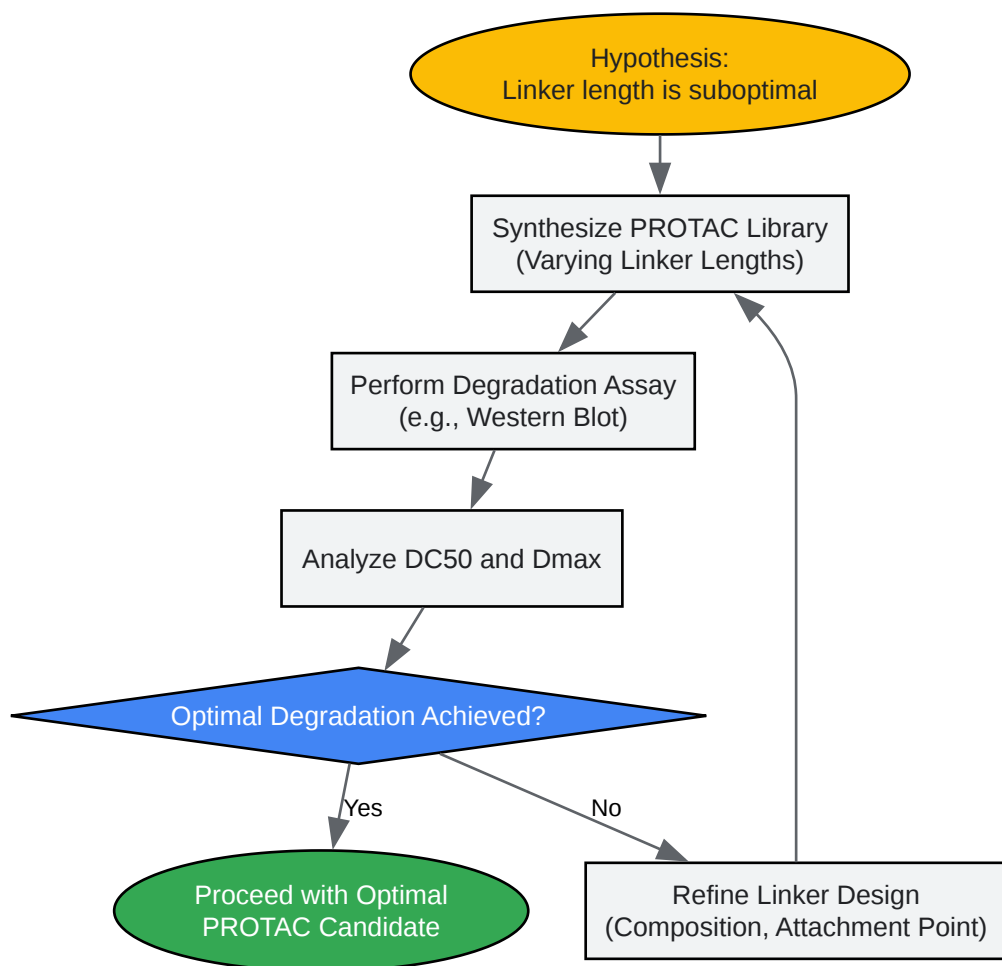 Hypothesis:
Linker length is suboptimal
Synthesize PROTAC Library
(Varying Linker Lengths)
Perform Degradation Assay
(e.g., Western Blot)
Analyze DC50 and Dmax
Optimal Degradation Achieved?
Yes
No
Proceed with Optimal
PROTAC Candidate
Refine Linker Design
(Composition, Attachment Point)